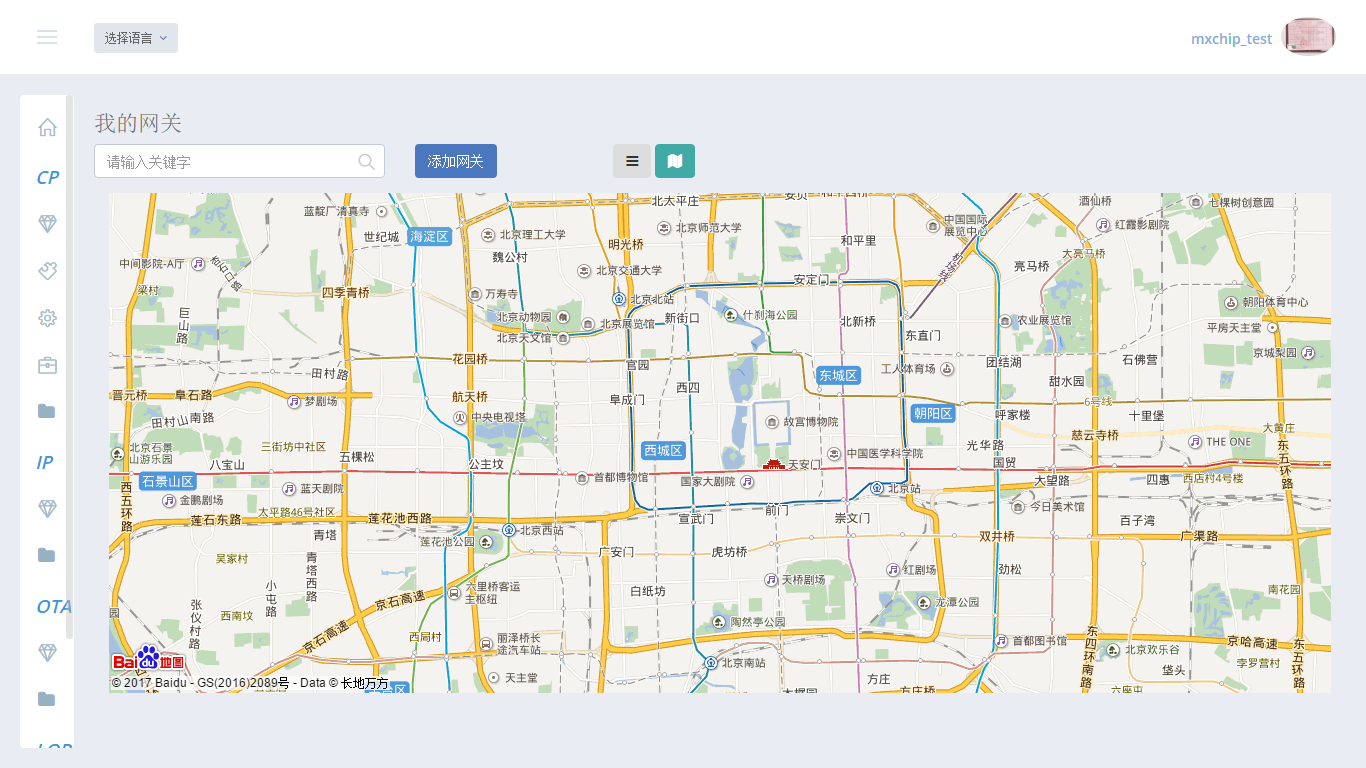 选择语言
mxchip_test
我的网关
请输入关键字
添加网关
CP
IP
OTA
北太平庄
酒仙桥
七棵树创意园
蓝靛厂清真寺
世纪城
海淀区
北京理工大学
明光桥
北京师范大学
和平里
中国国际
展览中心
红霞影剧院
魏公村
大亮马桥
中间影院-A厅
北京交通大学
亮马桥
梁村
四季青桥
万寿寺
安定门
机场线
和石口路
北京北站
朝阳体育中心
巨山路
北京动物园
北京展览馆
新街口
什刹海公园
北新桥
农业展览馆
平房天主堂
北京天文馆
东直门
京城梨园
花园桥
官园
团结湖
石佛营
田村路
西四
东城区
工人体育场
甜水园
晋元桥
阜石路
梦剧场
航天桥
阜成门
6号线
田村山南路
中央电视塔
故宫博物院
朝阳区
呼家楼
十里堡
大黄庄
北京石景
山游乐园
三街坊中社区
西城区
光华路
慈云寺桥
THE ONE
东五环路
八宝山
五棵松
公主坟
天安门
中国医学科学院
国贸
石景山区
首都博物馆
国家大剧院
大望路
四惠
西店村4号楼
西五环路
金鹏剧场
蓝天剧院
北京站
今日美术馆
莲石东路
太平路46号社区
莲花池西路
宣武门
前门
崇文门
百子湾
青塔
莲花池公园
北京西站
双井桥
广渠路
吴家村
青塔西路
广安门
虎坊桥
小屯路
六里桥客运
主枢纽
白纸坊
天桥剧场
红剧场
劲松
南花园
张仪村路
西南坟
京石高速
龙潭公园
京石高速
西局村
丽泽桥长
途汽车站
陶然亭公园
首都图书馆
东四环南路
北京欢乐谷
京哈高速
东五环路
Bai du 地图
北京南站
垡头
孛罗营村
天主堂
方庄
© 2017 Baidu - GS(2016)2089号 - Data © 长地万方
方庄桥